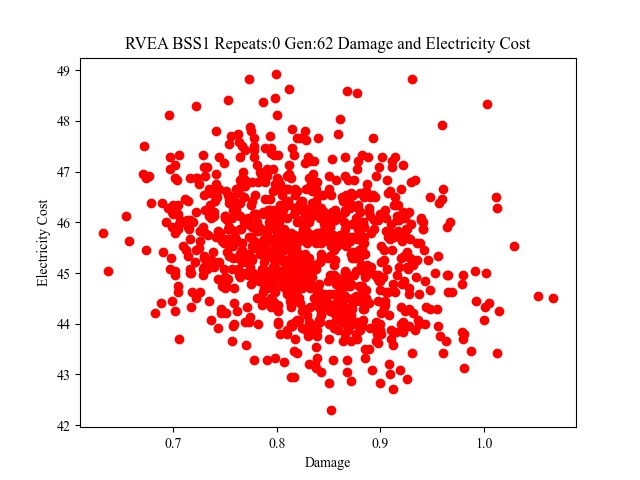 RVEA BSS1 Repeats:0 Gen:62 Damage and Electricity Cost
49
48
47
46
45
44
43
42
Electricity Cost
0.7 0.8 0.9 1.0
Damage